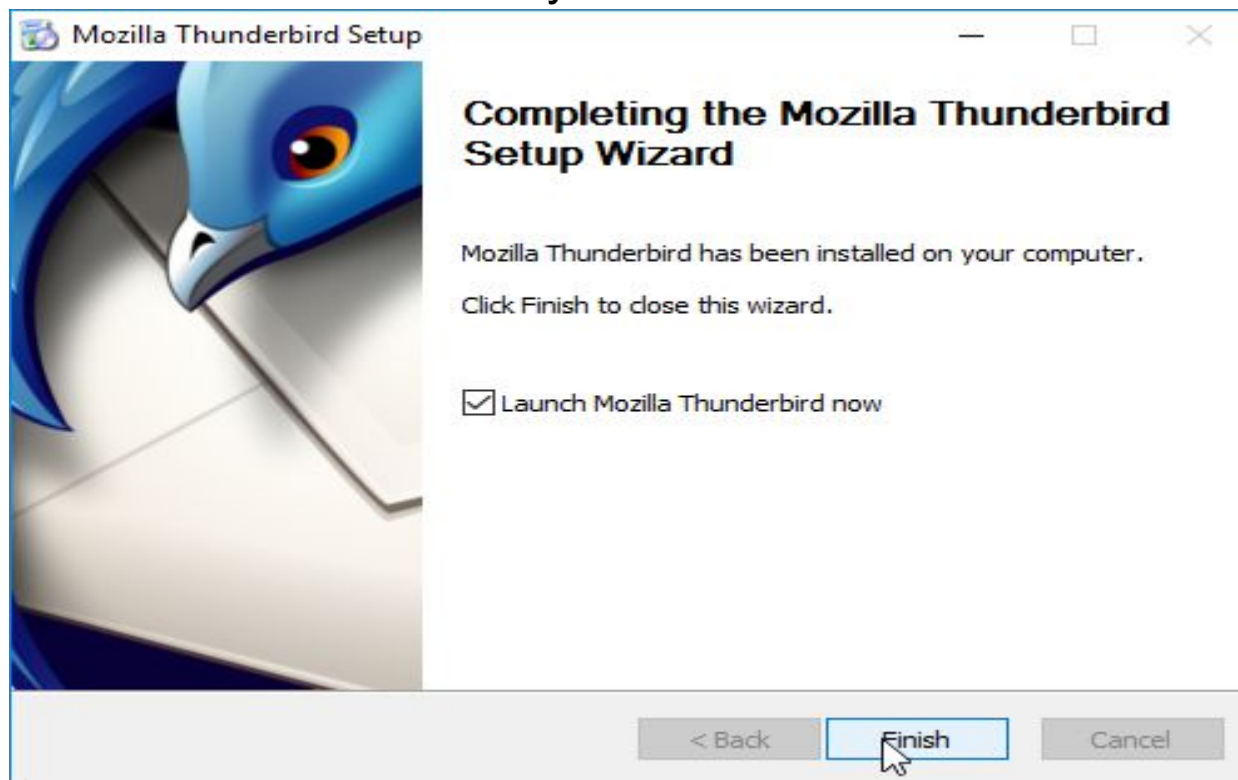 Mozilla Thunderbird Setup
Completing the Mozilla Thunderbird
Setup Wizard
Mozilla Thunderbird has been installed on your computer.
Click Finish to close this wizard.
Launch Mozilla Thunderbird now
< Back Finish Cancel